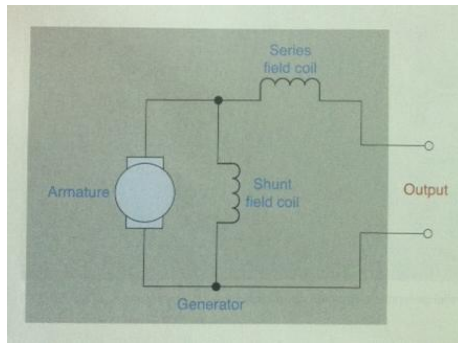 Series
field coil
Armature
Shunt
field coil
Output
Generator